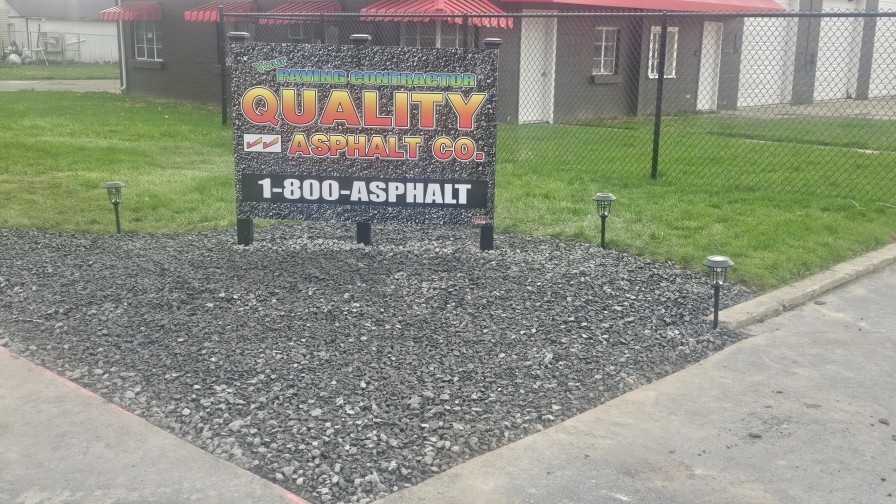 Your
PAVING CONTRACTOR
QUALITY
ASPHALT CO.
1-800-ASPHALT